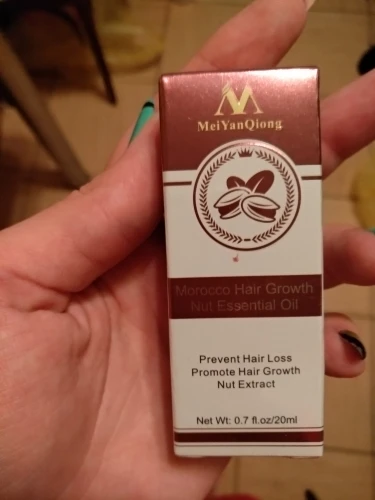 MeiYanQiong
Morocco Hair Growth
Nut Essential Oil
Prevent Hair Loss
Promote Hair Growth
Nut Extract
Net Wt: 0.7 fl.oz/20ml